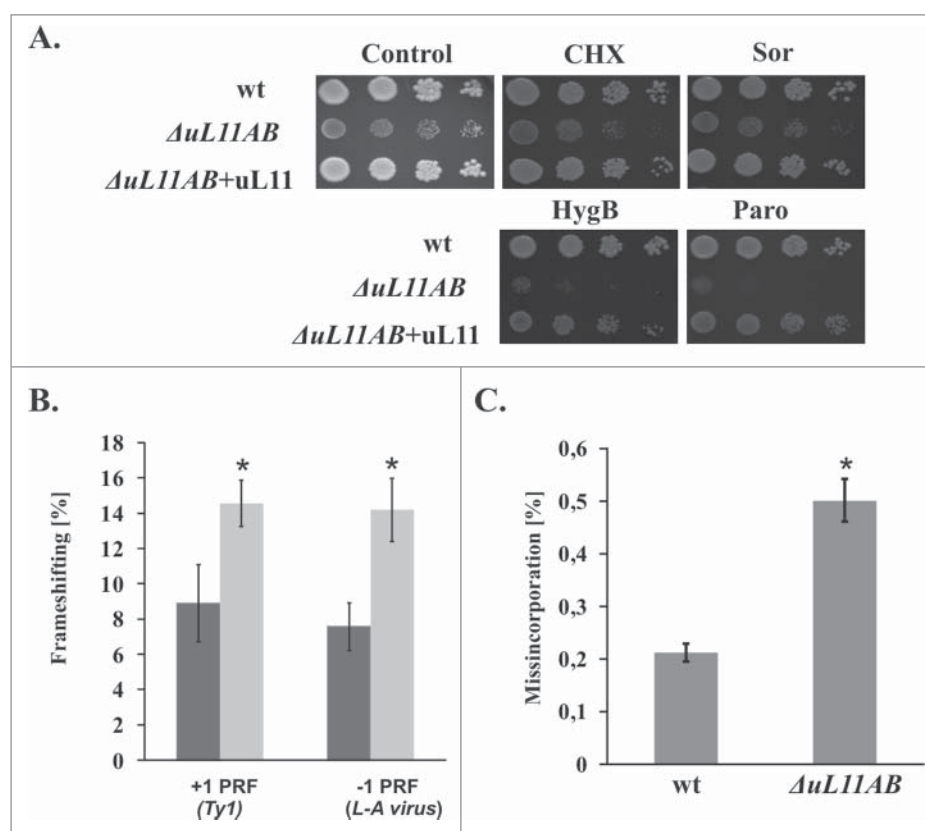 A.
Control CHX Sor
wt
ΔuL11AB
ΔuL11AB+uL11
HygB Paro
wt
ΔuL11AB
ΔuL11AB+uL11
B.
Frameshifting [%]
18
16
14
12
10
8
6
4
2
0
* *
+1 PRF -1 PRF
(Ty1) (L-A virus)
C.
Missincorporation [%]
0,6
0,5
0,4
0,3
0,2
0,1
0
*
wt ΔuL11AB